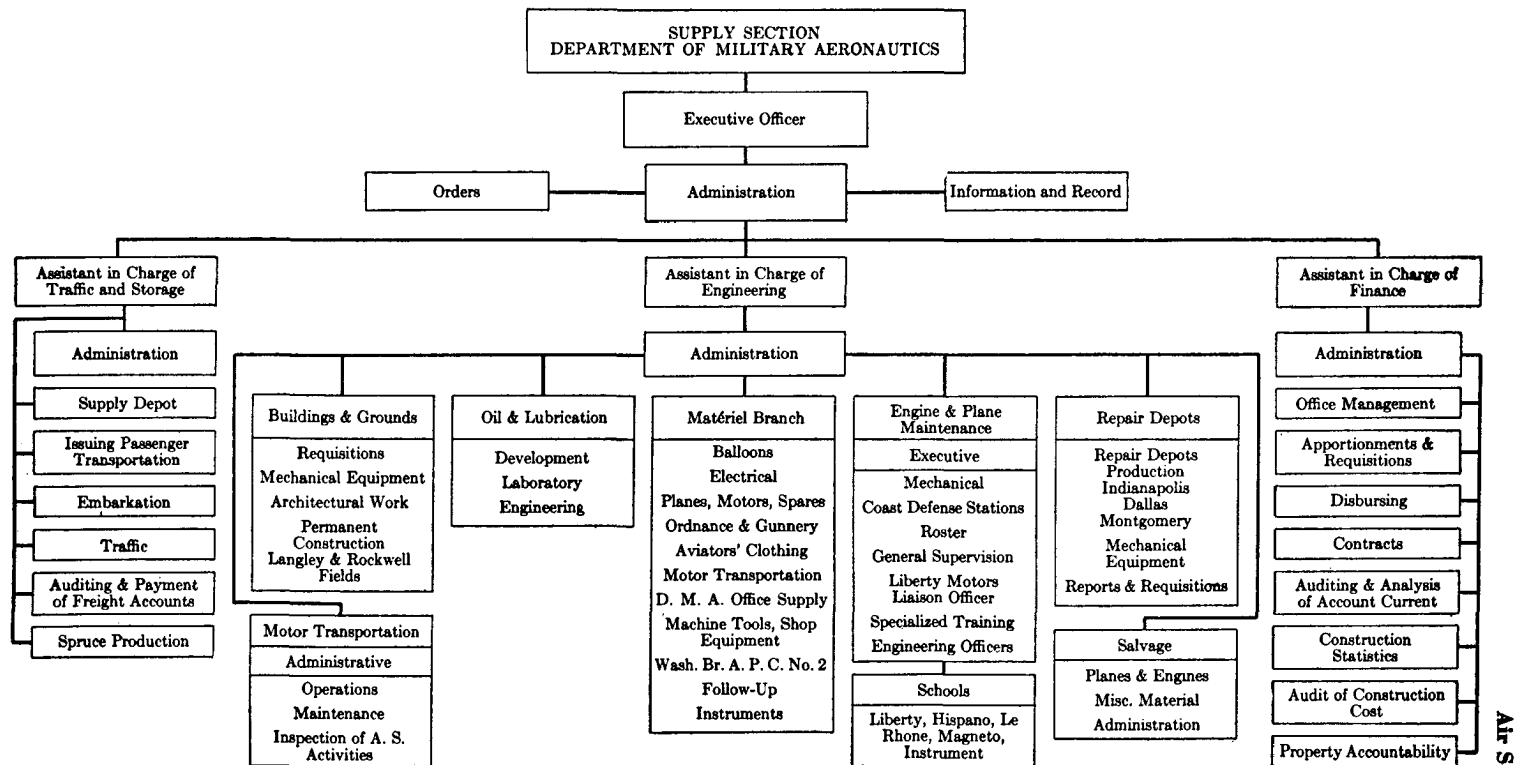 SUPPLY SECTION
DEPARTMENT OF MILITARY AERONAUTICS
Executive Officer
Orders
Administration
Information and Record
Assistant in Charge of
Traffic and Storage
Administration
Supply Depot
Issuing Passenger
Transportation
Embarkation
Traffic
Auditing & Payment
of Freight Accounts
Spruce Production
Assistant in Charge of
Engineering
Administration
Buildings & Grounds
Requisitions
Mechanical Equipment
Architectural Work
Permanent
Construction
Langley & Rockwell
Fields
Motor Transportation
Administrative
Operations
Maintenance
Inspection of A. S.
Activities
Oil & Lubrication
Development
Laboratory
Engineering
Matériel Branch
Balloons
Electrical
Planes, Motors, Spares
Ordnance & Gunnery
Aviators' Clothing
Motor Transportation
D. M. A. Office Supply
Machine Tools, Shop
Equipment
Wash. Br. A. P. C. No. 2
Follow-Up
Instruments
Engine & Plane
Maintenance
Executive
Mechanical
Coast Defense Stations
Roster
General Supervision
Liberty Motors
Liaison Officer
Specialized Training
Engineering Officers
Schools
Liberty, Hispano, Le
Rhone, Magneto,
Instrument
Repair Depots
Repair Depots
Production
Indianapolis
Dallas
Montgomery
Mechanical
Equipment
Reports & Requisitions
Salvage
Planes & Engines
Misc. Material
Administration
Assistant in Charge of
Finance
Administration
Office Management
Apportionments &
Requisitions
Disbursing
Contracts
Auditing & Analysis
of Account Current
Construction
Statistics
Audit of Construction
Cost
Property Accountability
Air S